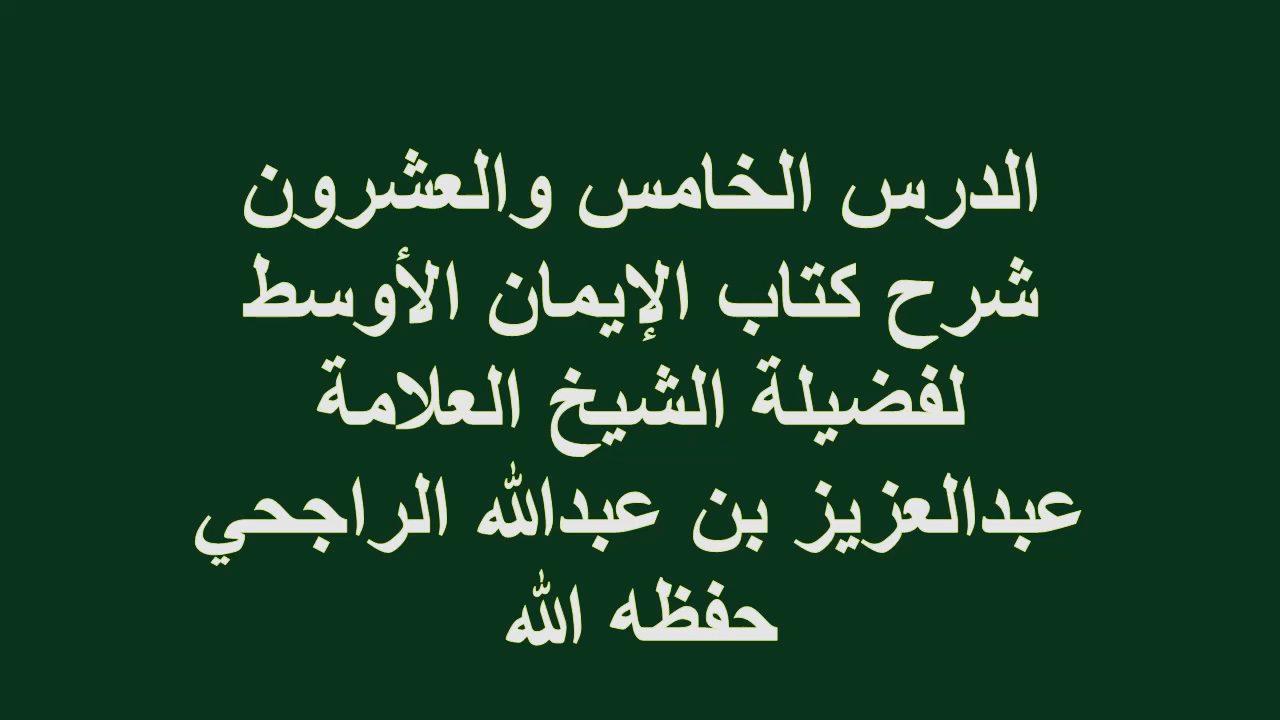 الدرس الخامس والعشرون
شرح كتاب الإيمان الأوسط
لفضيلة الشيخ العلامة
عبدالعزيز بن عبدالله الراجحي
حفظه الله